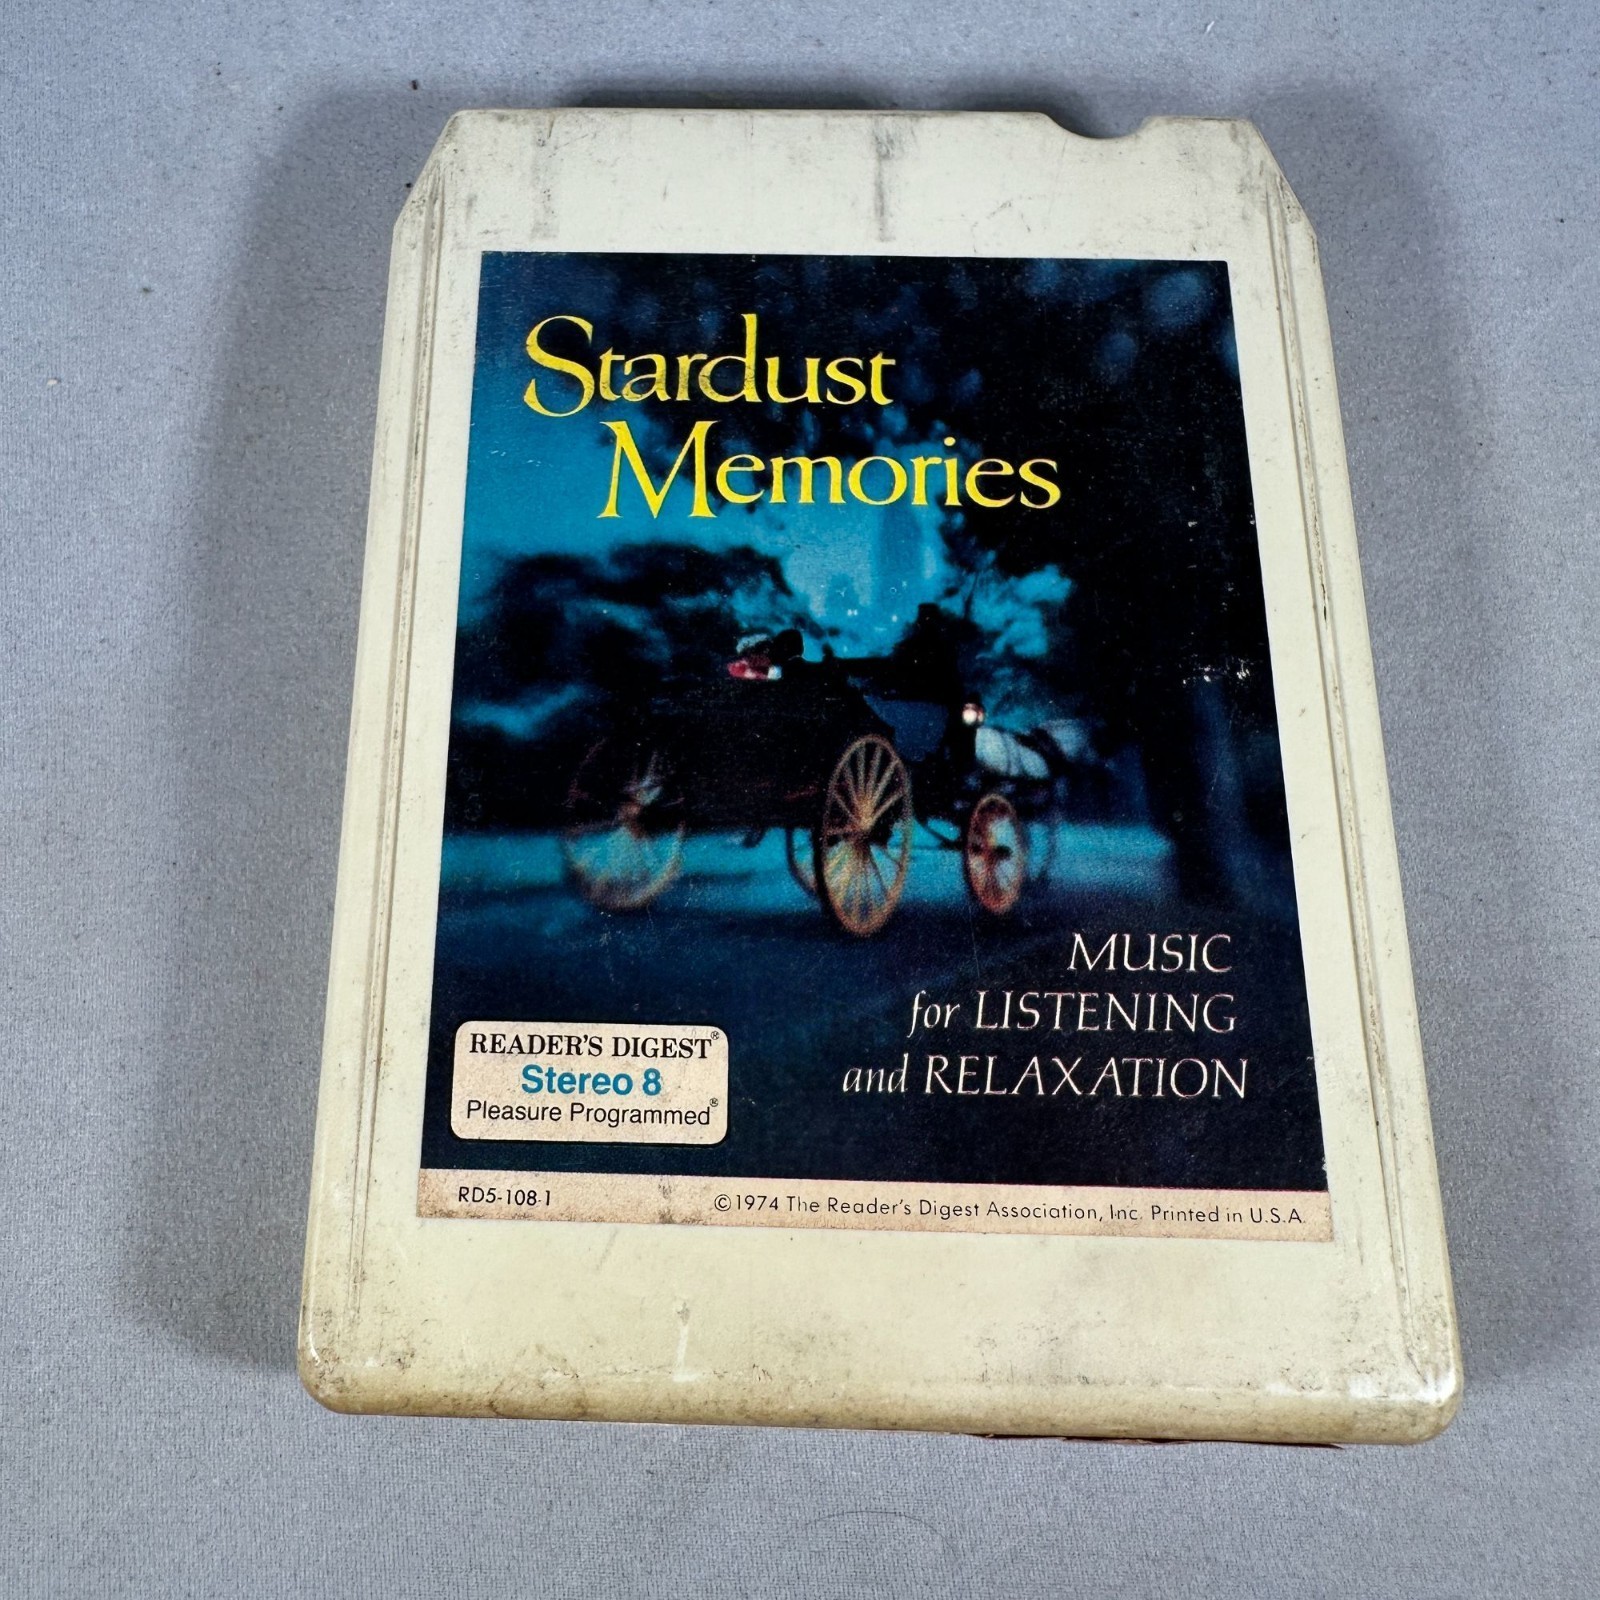 Stardust
Memories
MUSIC
for LISTENING
and RELAXATION
READER'S DIGEST®
Stereo 8
Pleasure Programmed®
RD5-108-1
©1974 The Reader's Digest Association, Inc. Printed in U.S.A.